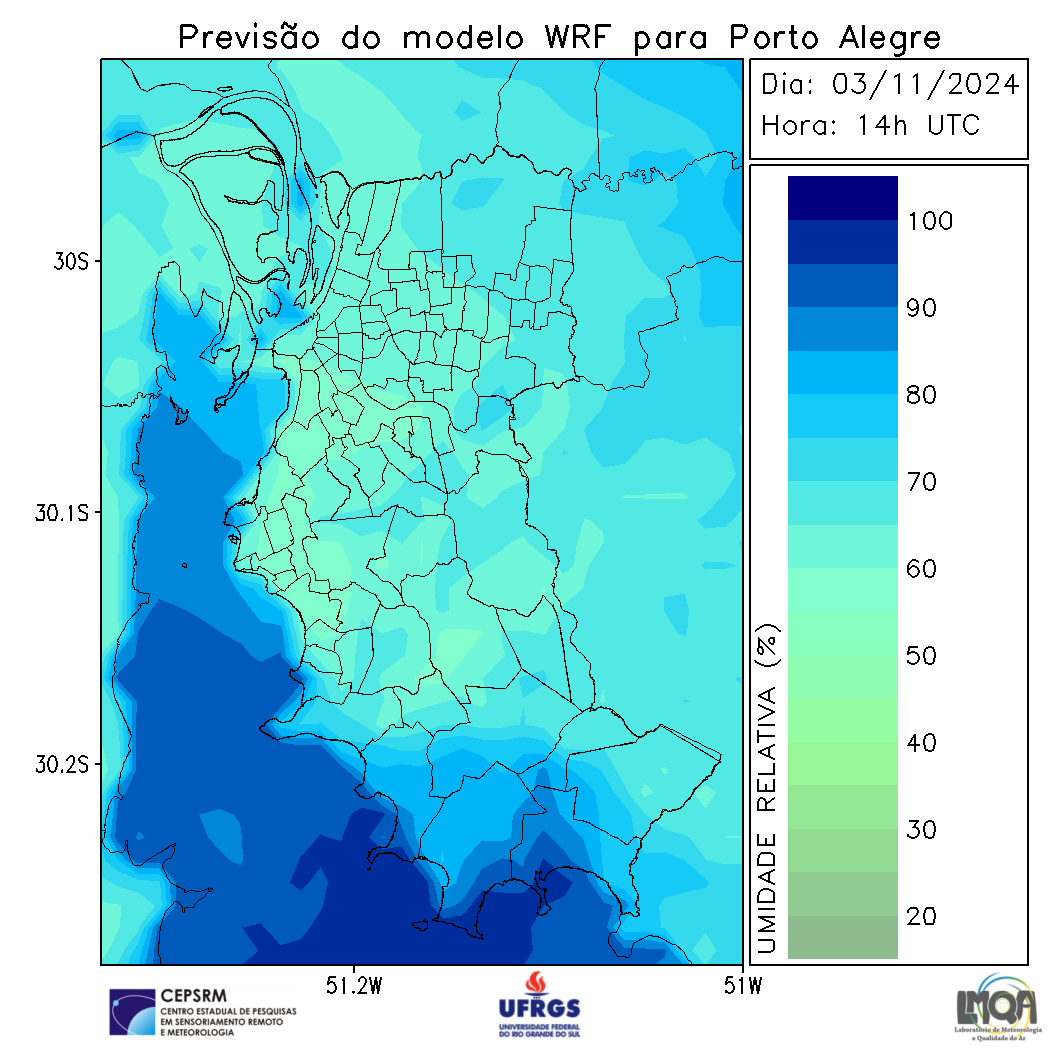 Previsão do modelo WRF para Porto Alegre
Dia: 03/11/2024
Hora: 14h UTC
30S
30.1S
30.2S
51.2W
51W
UMIDADE RELATIVA (%)
100
90
80
70
60
50
40
30
20
CEPSRM
CENTRO ESTADUAL DE PESQUISAS
EM SENSORIAMENTO REMOTO
E METEOROLOGIA
UFRGS
UNIVERSIDADE FEDERAL
DO RIO GRANDE DO SUL
LMQA
Laboratório de Meteorologia
e Qualidade do Ar